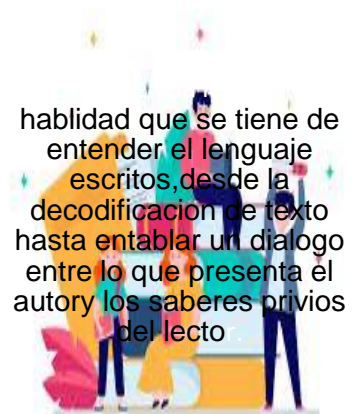 hablidad que se tiene de
entender el lenguaje
escritos,desde la
decodificacion de texto
hasta entablar un dialogo
entre lo que presenta el
autory los saberes privios
del lector.